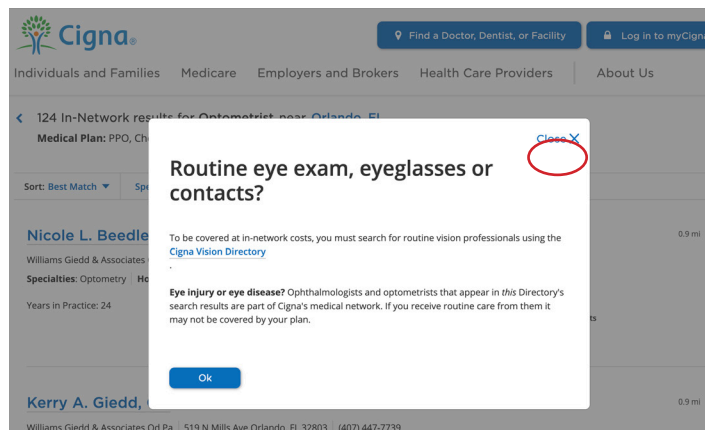 Cigna®
Find a Doctor, Dentist, or Facility
Log in to myCigna
Individuals and Families Medicare Employers and Brokers Health Care Providers About Us
124 In-Network results for Optometrist near Orlando, FL
Medical Plan: PPO,
Close X
Routine eye exam, eyeglasses or
contacts?
Sort: Best Match
To be covered at in-network costs, you must search for routine vision professionals using the
Cigna Vision Directory
.
Nicole L. Beedle
0.9 mi
Williams Giedd & Associates
Specialties: Optometry
Years in Practice: 24
Eye injury or eye disease? Ophthalmologists and optometrists that appear in this Directory's
search results are part of Cigna's medical network. If you receive routine care from them it
may not be covered by your plan.
Ok
Kerry A. Giedd,
0.9 mi
Williams Giedd & Associates Od Pa 519 N Mills Ave Orlando, FL 32803 (407) 447-7739